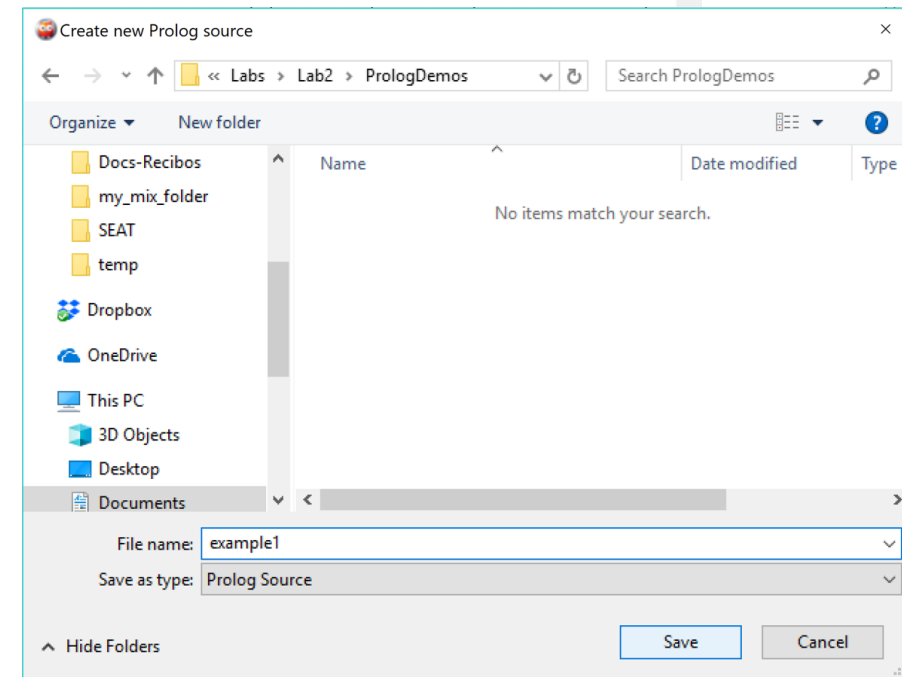 Create new Prolog source
« Labs > Lab2 > PrologDemos
Search PrologDemos
Organize
New folder
Name
Date modified
Type
Docs-Recibos
my_mix_folder
SEAT
temp
Dropbox
OneDrive
This PC
3D Objects
Desktop
Documents
No items match your search.
File name: example1
Save as type: Prolog Source
Hide Folders
Save
Cancel